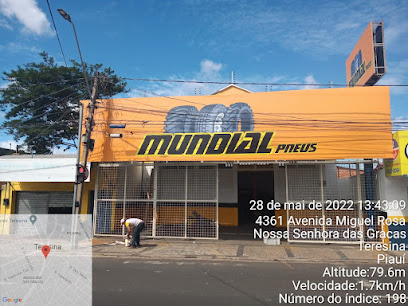 MUNDIAL PNEUS
28 de mai de 2022 13:43:09
4361 Avenida Miguel Rosa
Nossa Senhora das Graças
Teresina
Piauí
Altitude:79.6m
Velocidade:1.7km/h
Número do índice: 198
Teresina
Google